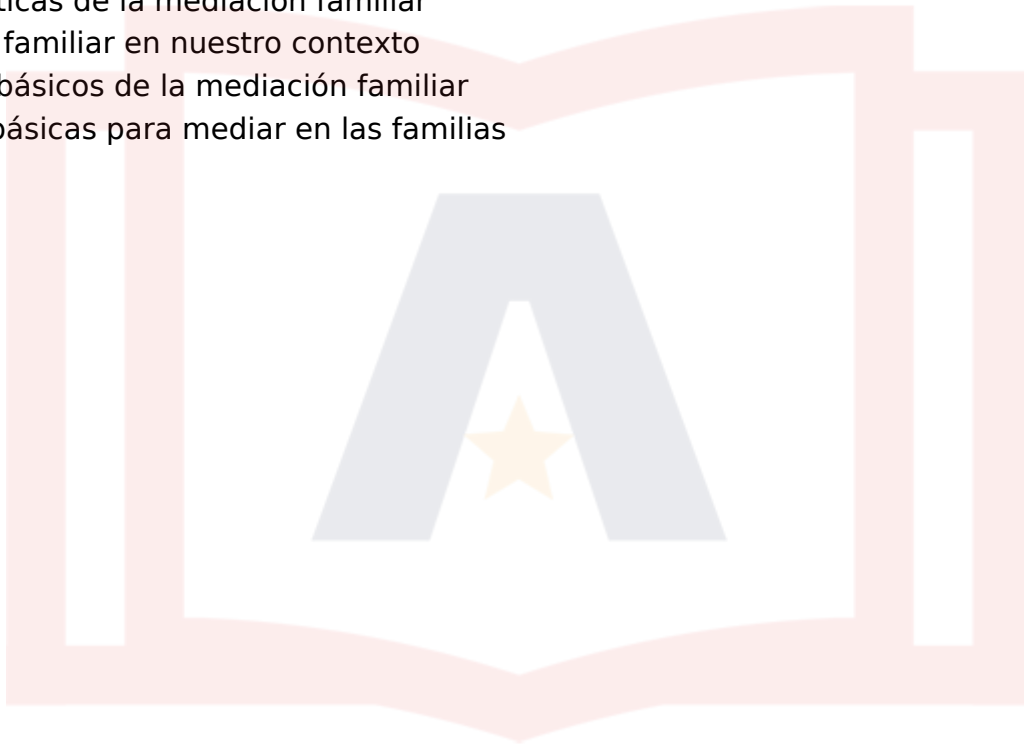 de la mediación familiar
familiar en nuestro contexto
básicos de la mediación familiar
básicas para mediar en las familias